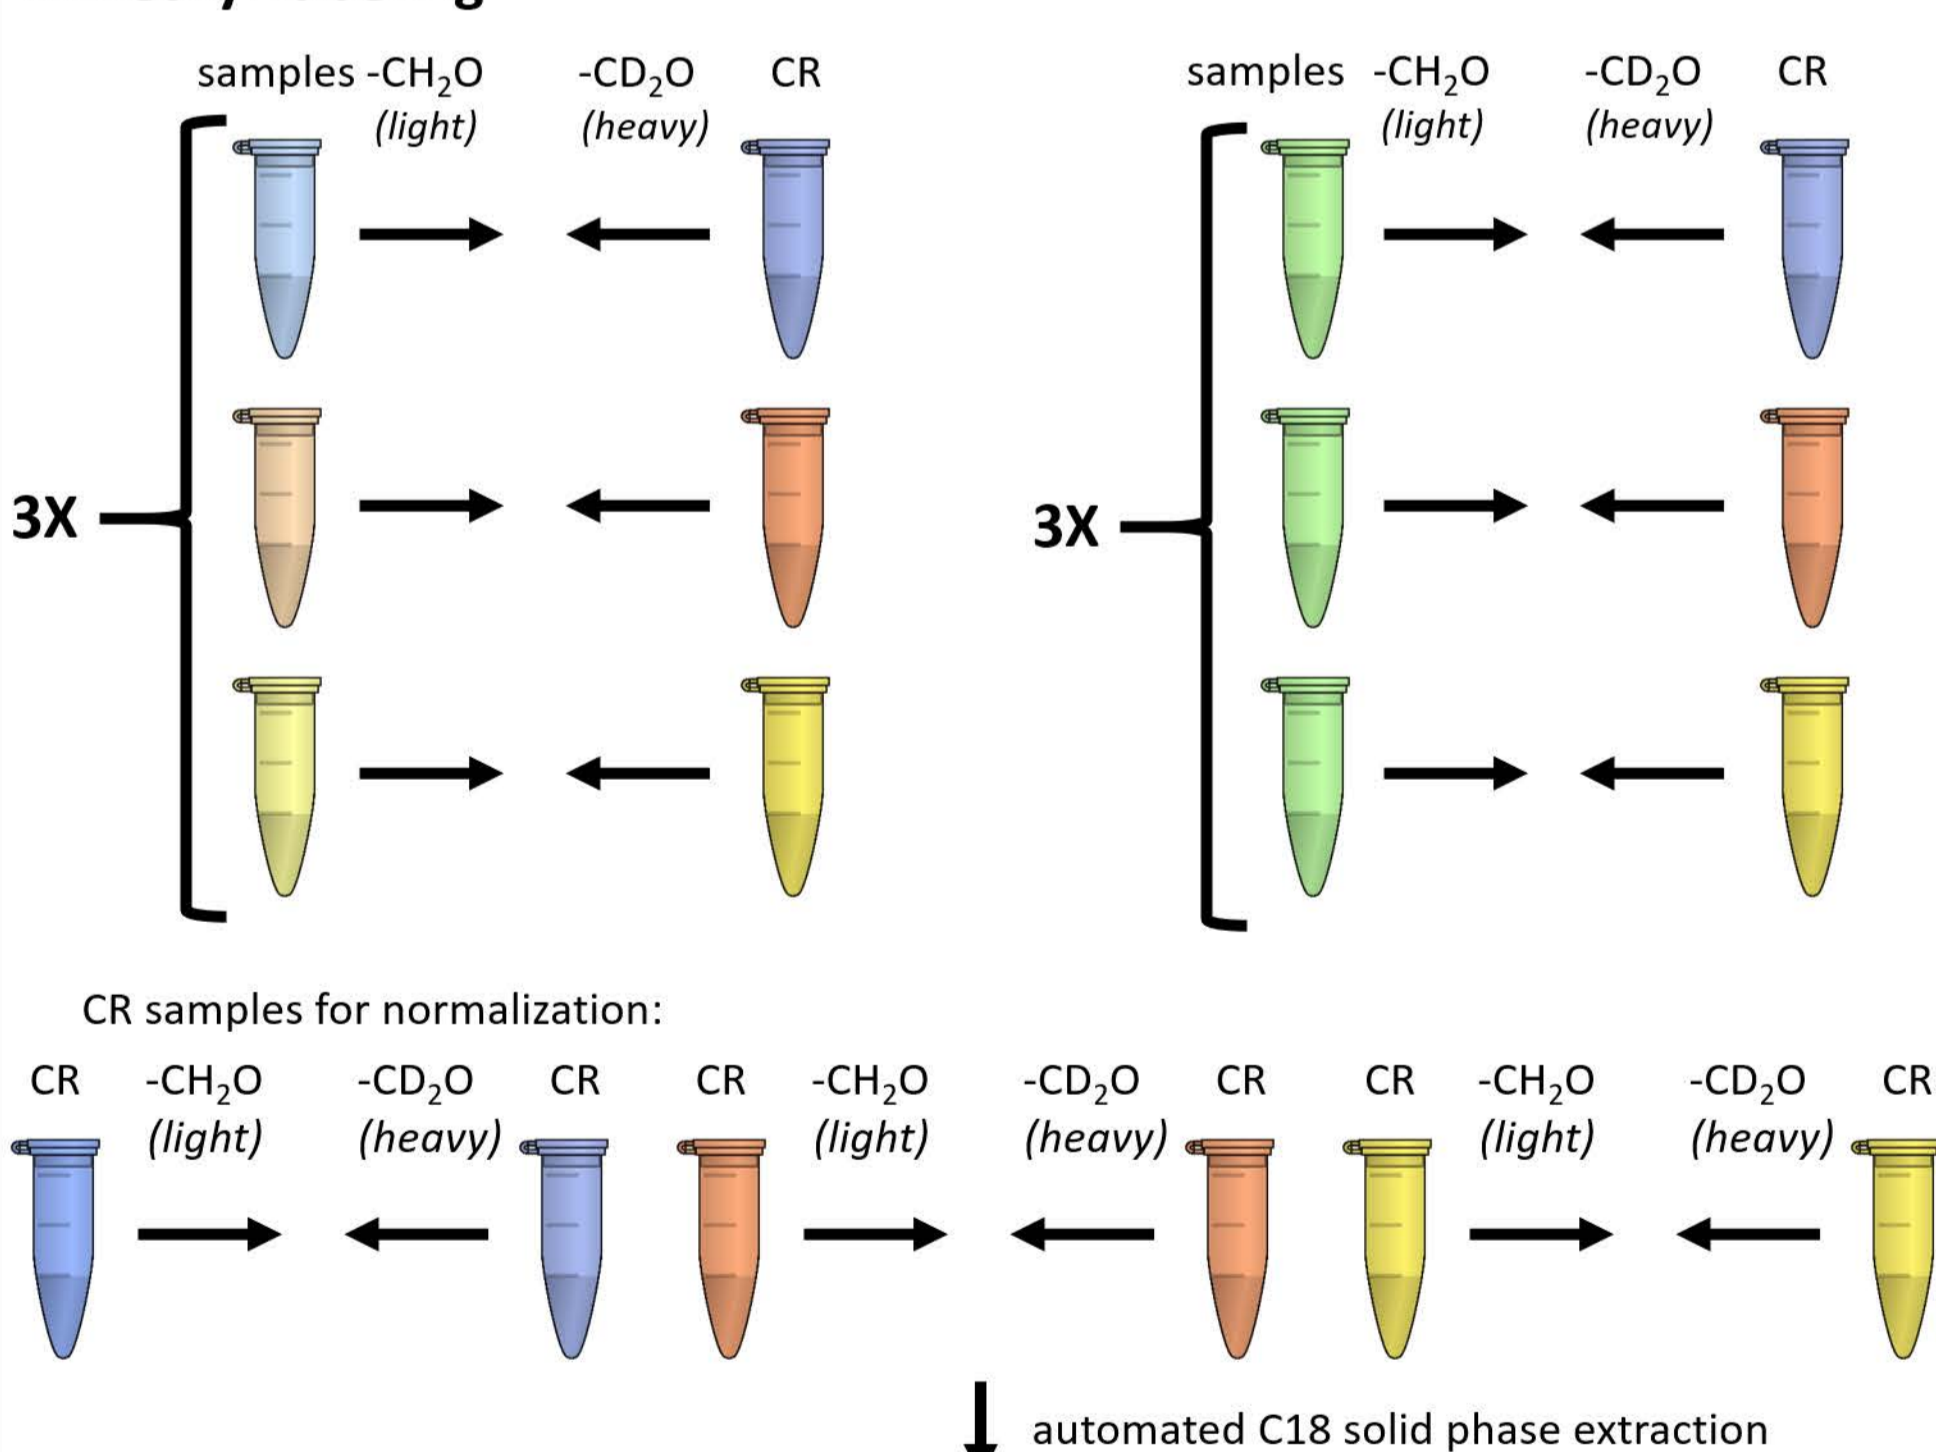 samples -CH₂O -CD₂O CR
(light) (heavy)
samples -CH₂O -CD₂O CR
(light) (heavy)
3X
3X
CR samples for normalization:
CR -CH₂O -CD₂O CR CR -CH₂O -CD₂O CR CR -CH₂O -CD₂O CR
(light) (heavy) (light) (heavy) (light) (heavy)
automated C18 solid phase extraction